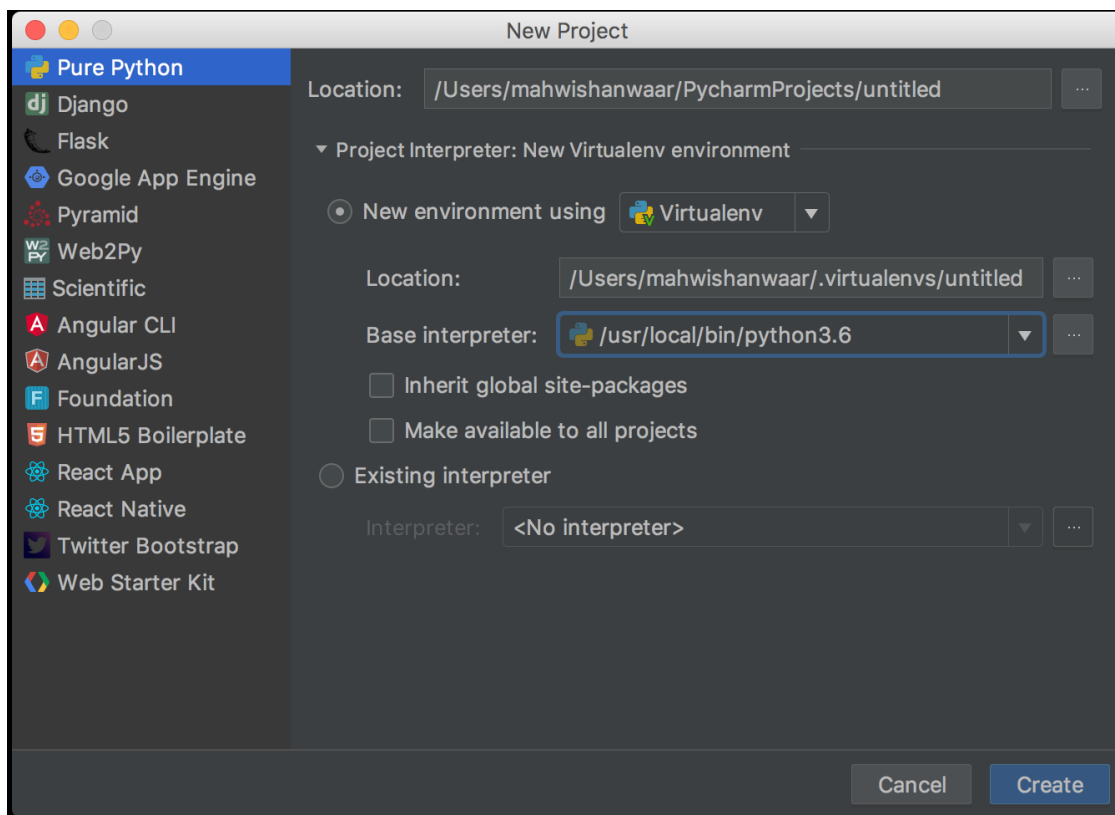 New Project
Pure Python
dj Django
Flask
Google App Engine
Pyramid
W2PY Web2Py
Scientific
Angular CLI
AngularJS
F Foundation
5 HTML5 Boilerplate
React App
React Native
Twitter Bootstrap
Web Starter Kit
Location: /Users/mahwishanwaar/PycharmProjects/untitled ...
Project Interpreter: New Virtualenv environment
New environment using Virtualenv
Location: /Users/mahwishanwaar/.virtualenvs/untitled ...
Base interpreter: /usr/local/bin/python3.6 ...
Inherit global site-packages
Make available to all projects
Existing interpreter
Interpreter: <No interpreter> ...
Cancel Create